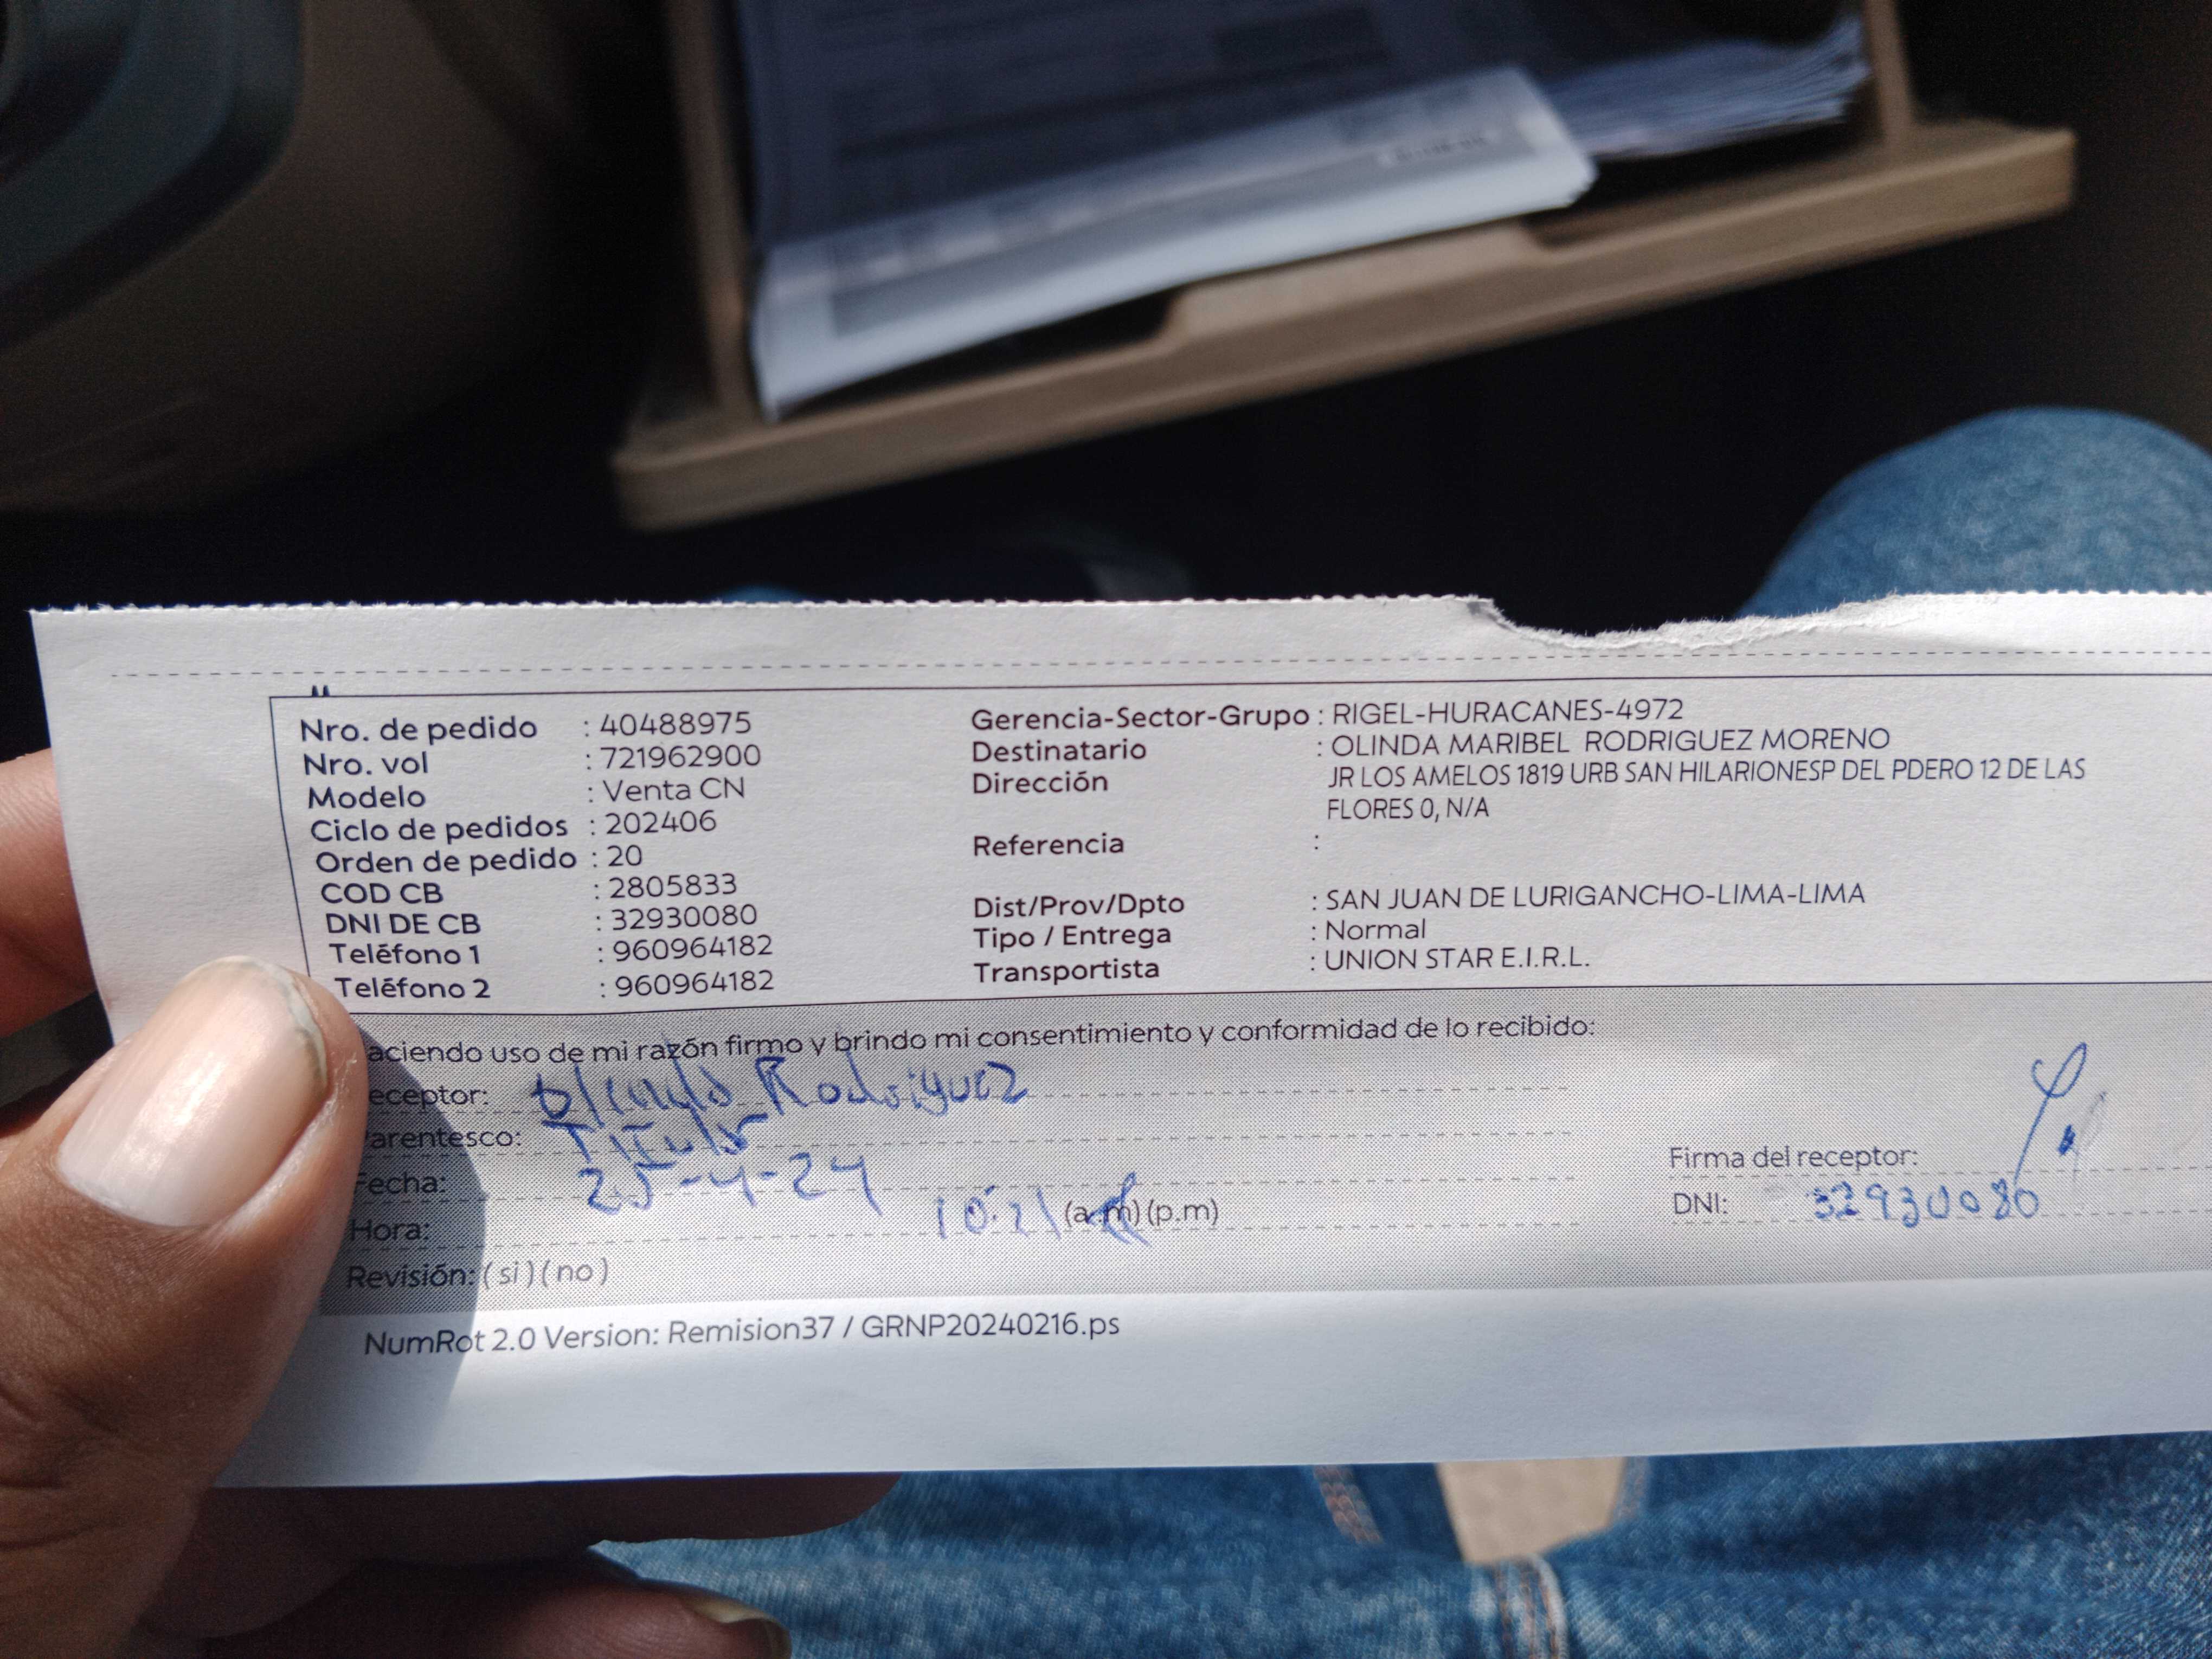 Nro. de pedido : 40488975
Nro. vol : 721962900
Modelo : Venta CN
Ciclo de pedidos : 202406
Orden de pedido : 20
COD CB : 2805833
DNI DE CB : 32930080
Teléfono 1 : 960964182
Teléfono 2 : 960964182
Gerencia-Sector-Grupo : RIGEL-HURACANES-4972
Destinatario : OLINDA MARIBEL RODRIGUEZ MORENO
Dirección JR LOS AMELOS 1819 URB SAN HILARIONESP DEL PDERO 12 DE LAS
FLORES 0, N/A
Referencia :
Dist/Prov/Dpto : SAN JUAN DE LURIGANCHO-LIMA-LIMA
Tipo / Entrega : Normal
Transportista : UNION STAR E.I.R.L.
aciendo uso de mi razón firmo y brindo mi consentimiento y conformidad de lo recibido:
eceptor: Olinda Rodriguez
arentesco: Titular
Fecha: 25-4-24
Hora: 10:21 (a.m) (p.m)
Revisión: ( si ) ( no )
Firma del receptor:
DNI: 32930080
NumRot 2.0 Version: Remision37 / GRNP20240216.ps